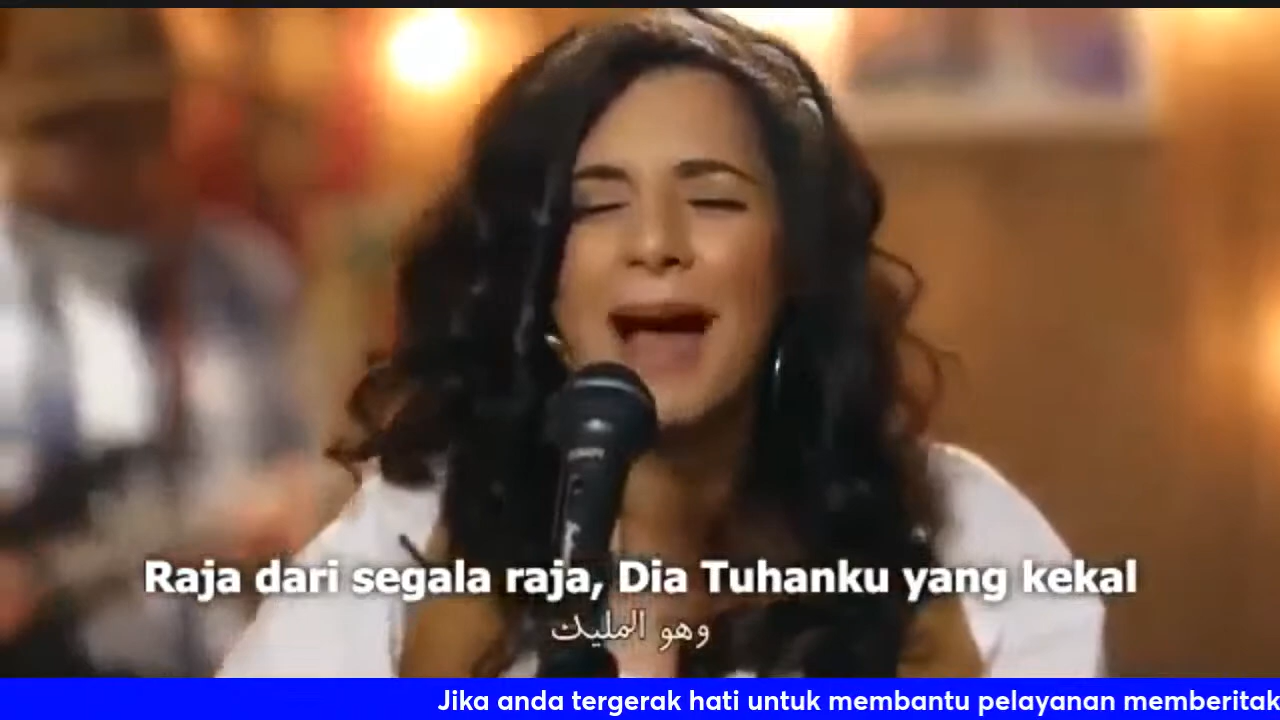 Raja dari segala raja, Dia Tuhanku yang kekal
وهو المليك
Jika anda tergerak hati untuk membantu pelayanan memberitak